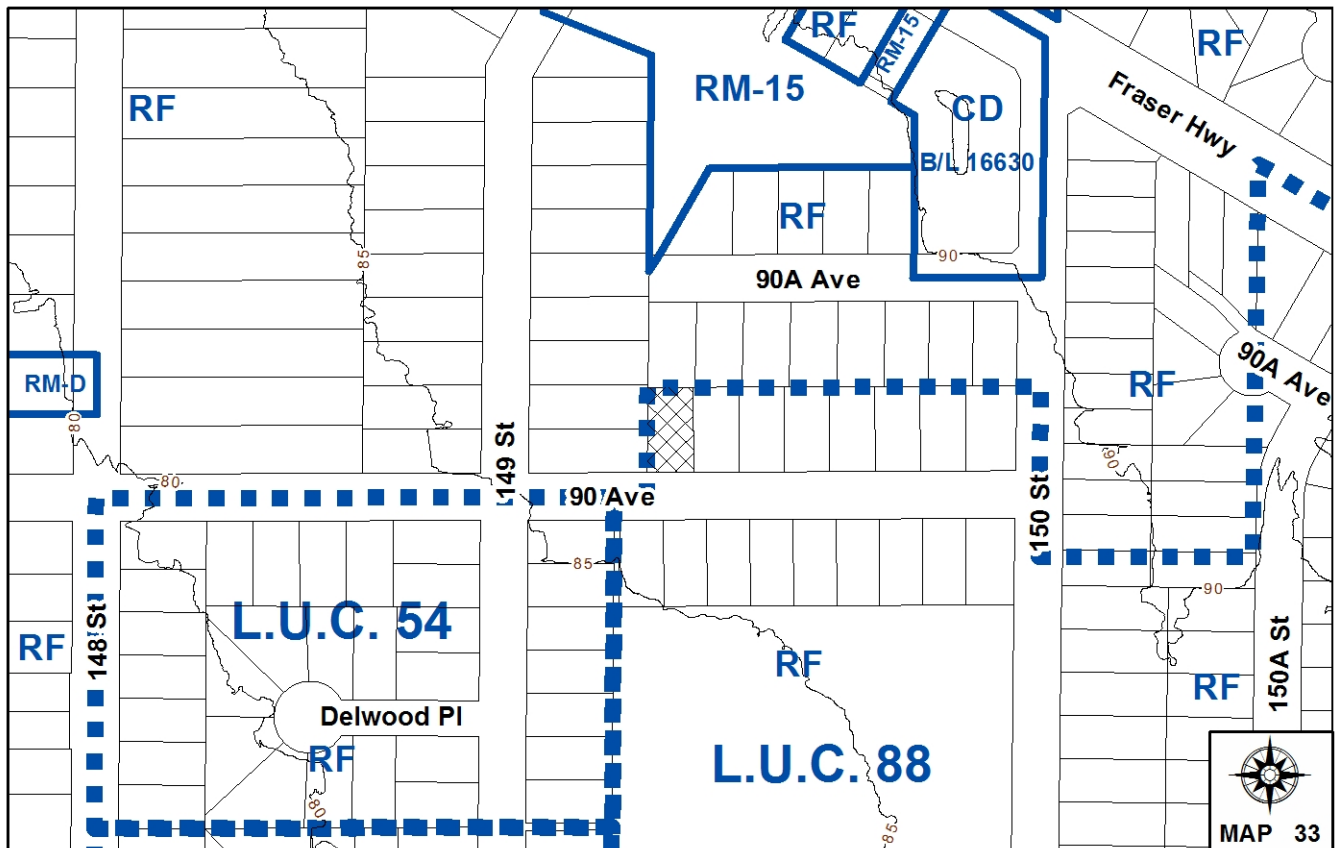 RF
RM-15
RF
RM-15
CD
B/L 16630
RF
Fraser Hwy
RF
85
90
90A Ave
RM-D
80
149 St
RF
90A Ave
80
90 Ave
150 St
90
85
90
148 St
L.U.C. 54
RF
RF
RF
150A St
Delwood Pl
RF
L.U.C. 88
80
85
MAP 33